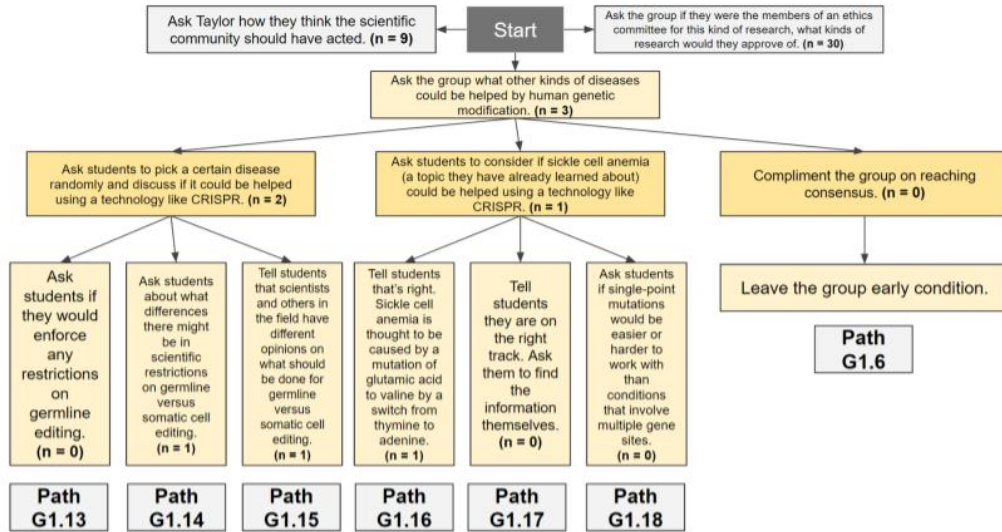 Ask Taylor how they think the scientific
community should have acted. (n = 9)
Start
Ask the group if they were the members of an ethics
committee for this kind of research, what kinds of
research would they approve of. (n = 30)
Ask the group what other kinds of diseases
could be helped by human genetic
modification. (n = 3)
Ask students to pick a certain disease
randomly and discuss if it could be helped
using a technology like CRISPR. (n = 2)
Ask students to consider if sickle cell anemia
(a topic they have already learned about)
could be helped using a technology like
CRISPR. (n = 1)
Compliment the group on reaching
consensus. (n = 0)
Ask
students if
they would
enforce
any
restrictions
on
germline
editing.
(n = 0)
Ask students
about what
differences
there might
be in
scientific
restrictions
on germline
versus
somatic cell
editing.
(n = 1)
Tell students
that scientists
and others in
the field have
different
opinions on
what should
be done for
germline
versus
somatic cell
editing.
(n = 1)
Tell students
that's right.
Sickle cell
anemia is
thought to be
caused by a
mutation of
glutamic acid
to valine by a
switch from
thymine to
adenine.
(n = 1)
Tell
students
they are on
the right
track. Ask
them to find
the
information
themselves.
(n = 0)
Ask students
if single-point
mutations
would be
easier or
harder to
work with
than
conditions
that involve
multiple gene
sites.
(n = 0)
Leave the group early condition.
Path
G1.6
Path
G1.13
Path
G1.14
Path
G1.15
Path
G1.16
Path
G1.17
Path
G1.18